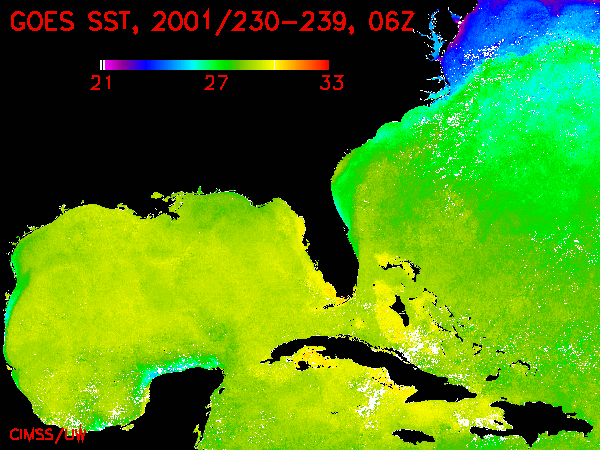 GOES SST, 2001/230-239, 06Z
21 27 33
CIMSS/UW